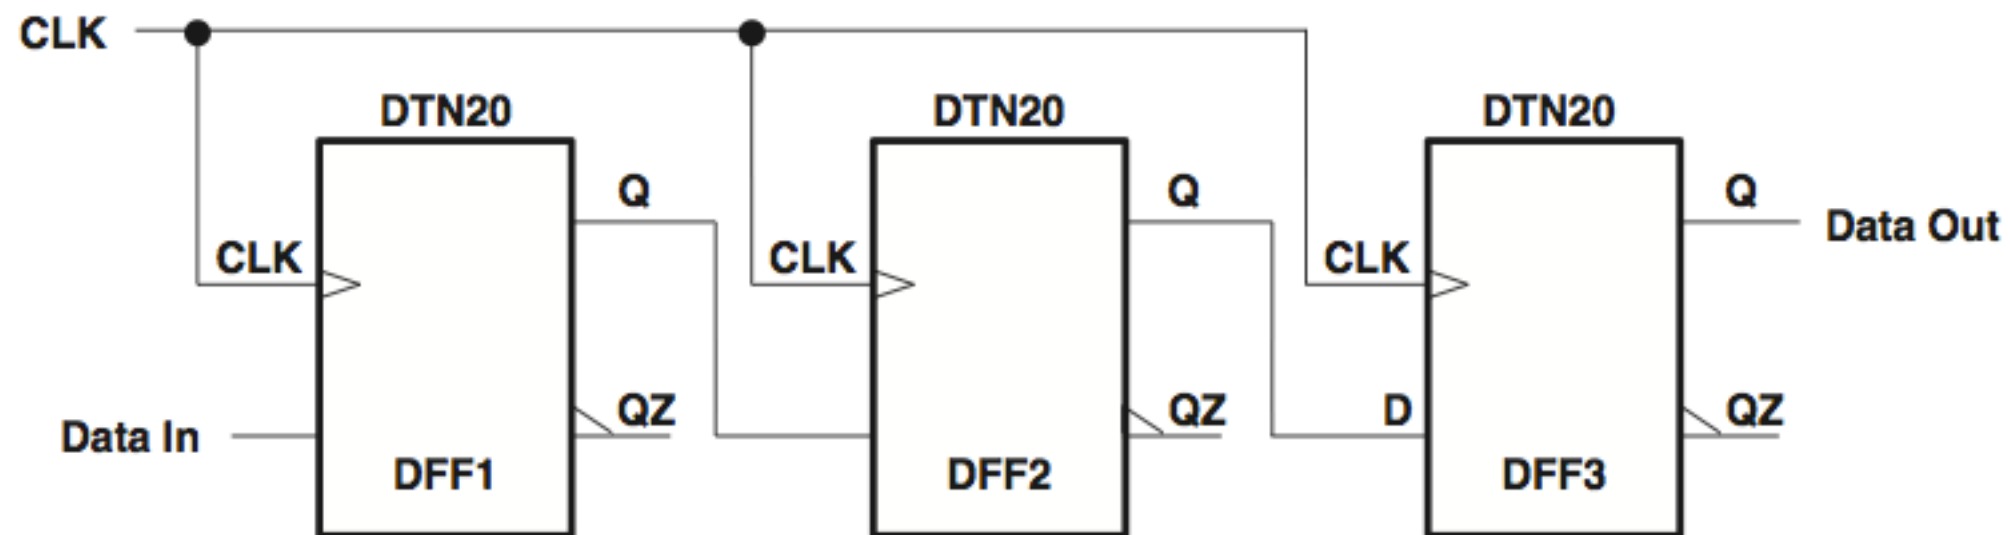 CLK
DTN20 DTN20 DTN20
Q Q Q
Data Out
CLK CLK CLK
QZ QZ D QZ
Data In
DFF1 DFF2 DFF3